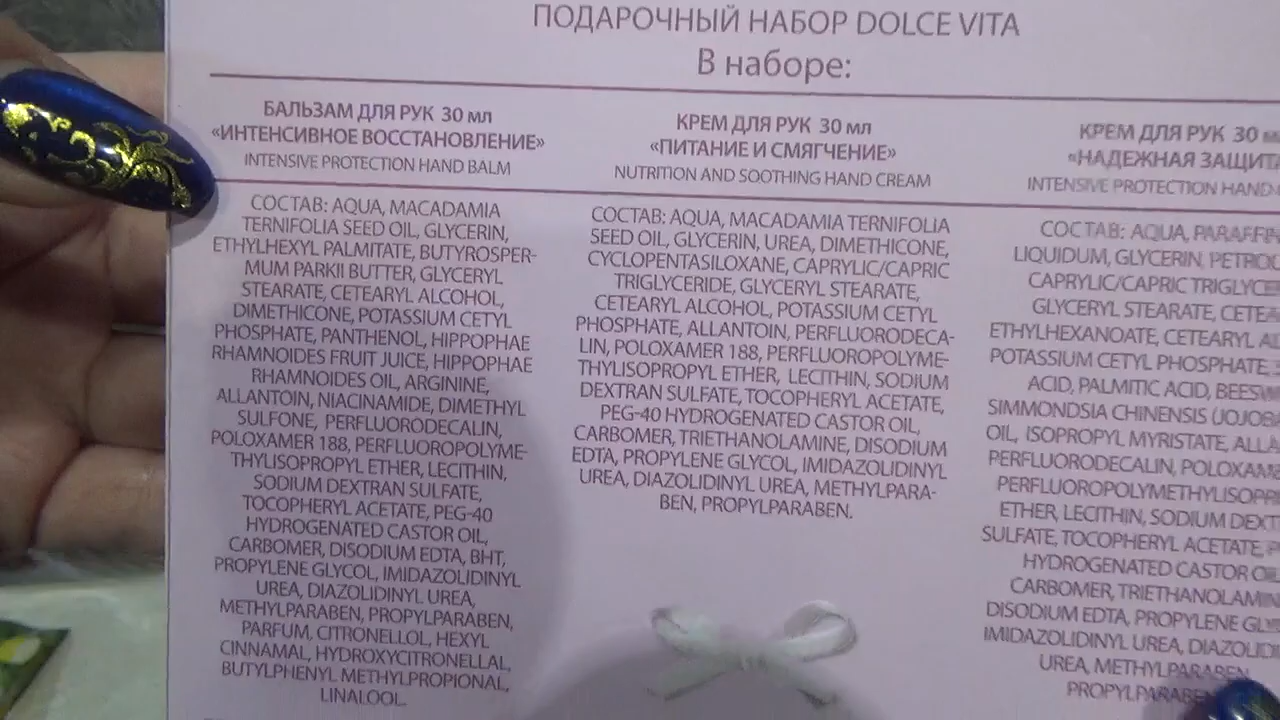 ПОДАРОЧНЫЙ НАБОР DOLCE VITA
В наборе:
БАЛЬЗАМ ДЛЯ РУК 30 мл
«ИНТЕНСИВНОЕ ВОССТАНОВЛЕНИЕ»
INTENSIVE PROTECTION HAND BALM
СОСТАВ: AQUA, MACADAMIA
TERNIFOLIA SEED OIL, GLYCERIN,
ETHYLHEXYL PALMITATE, BUTYROSPER-
MUM PARKII BUTTER, GLYCERYL
STEARATE, CETEARYL ALCOHOL,
DIMETHICONE, POTASSIUM CETYL
PHOSPHATE, PANTHENOL, HIPPOPHAE
RHAMNOIDES FRUIT JUICE, HIPPOPHAE
RHAMNOIDES OIL, ARGININE,
ALLANTOIN, NIACINAMIDE, DIMETHYL
SULFONE, PERFLUORODECALIN,
POLOXAMER 188, PERFLUOROPOLYME-
THYLISOPROPYL ETHER, LECITHIN,
SODIUM DEXTRAN SULFATE,
TOCOPHERYL ACETATE, PEG-40
HYDROGENATED CASTOR OIL,
CARBOMER, DISODIUM EDTA, BHT,
PROPYLENE GLYCOL, IMIDAZOLIDINYL
UREA, DIAZOLIDINYL UREA,
METHYLPARABEN, PROPYLPARABEN,
PARFUM, CITRONELLOL, HEXYL
CINNAMAL, HYDROXYCITRONELLAL,
BUTYLPHENYL METHYLPROPIONAL,
LINALOOL.
КРЕМ ДЛЯ РУК 30 мл
«ПИТАНИЕ И СМЯГЧЕНИЕ»
NUTRITION AND SOOTHING HAND CREAM
СОСТАВ: AQUA, MACADAMIA TERNIFOLIA
SEED OIL, GLYCERIN, UREA, DIMETHICONE,
CYCLOPENTASILOXANE, CAPRYLIC/CAPRIC
TRIGLYCERIDE, GLYCERYL STEARATE,
CETEARYL ALCOHOL, POTASSIUM CETYL
PHOSPHATE, ALLANTOIN, PERFLUORODECA-
LIN, POLOXAMER 188, PERFLUOROPOLYME-
THYLISOPROPYL ETHER, LECITHIN, SODIUM
DEXTRAN SULFATE, TOCOPHERYL ACETATE,
PEG-40 HYDROGENATED CASTOR OIL,
CARBOMER, TRIETHANOLAMINE, DISODIUM
EDTA, PROPYLENE GLYCOL, IMIDAZOLIDINYL
UREA, DIAZOLIDINYL UREA, METHYLPARA-
BEN, PROPYLPARABEN.
КРЕМ ДЛЯ РУК 30
«НАДЕЖНАЯ ЗАЩИТА
INTENSIVE PROTECTION HAND
СОСТАВ: AQUA, PARAFFIN
LIQUIDUM, GLYCERIN,
CAPRYLIC/CAPRIC
GLYCERYL STEARATE,
ETHYLHEXANOATE, CETEARYL
POTASSIUM CETYL PHOSPHATE,
ACID, PALMITIC ACID,
SIMMONDSIA CHINENSIS
OIL, ISOPROPYL MYRISTATE,
PERFLUORODECALIN,
ETHER, LECITHIN, SODIUM
SULFATE, TOCOPHERYL ACETATE,
HYDROGENATED CASTOR
CARBOMER,
DISODIUM EDTA, PROPYLENE
IMIDAZOLIDINYL UREA,
UREA, METHYLPARABEN,
PROPYLPARABEN